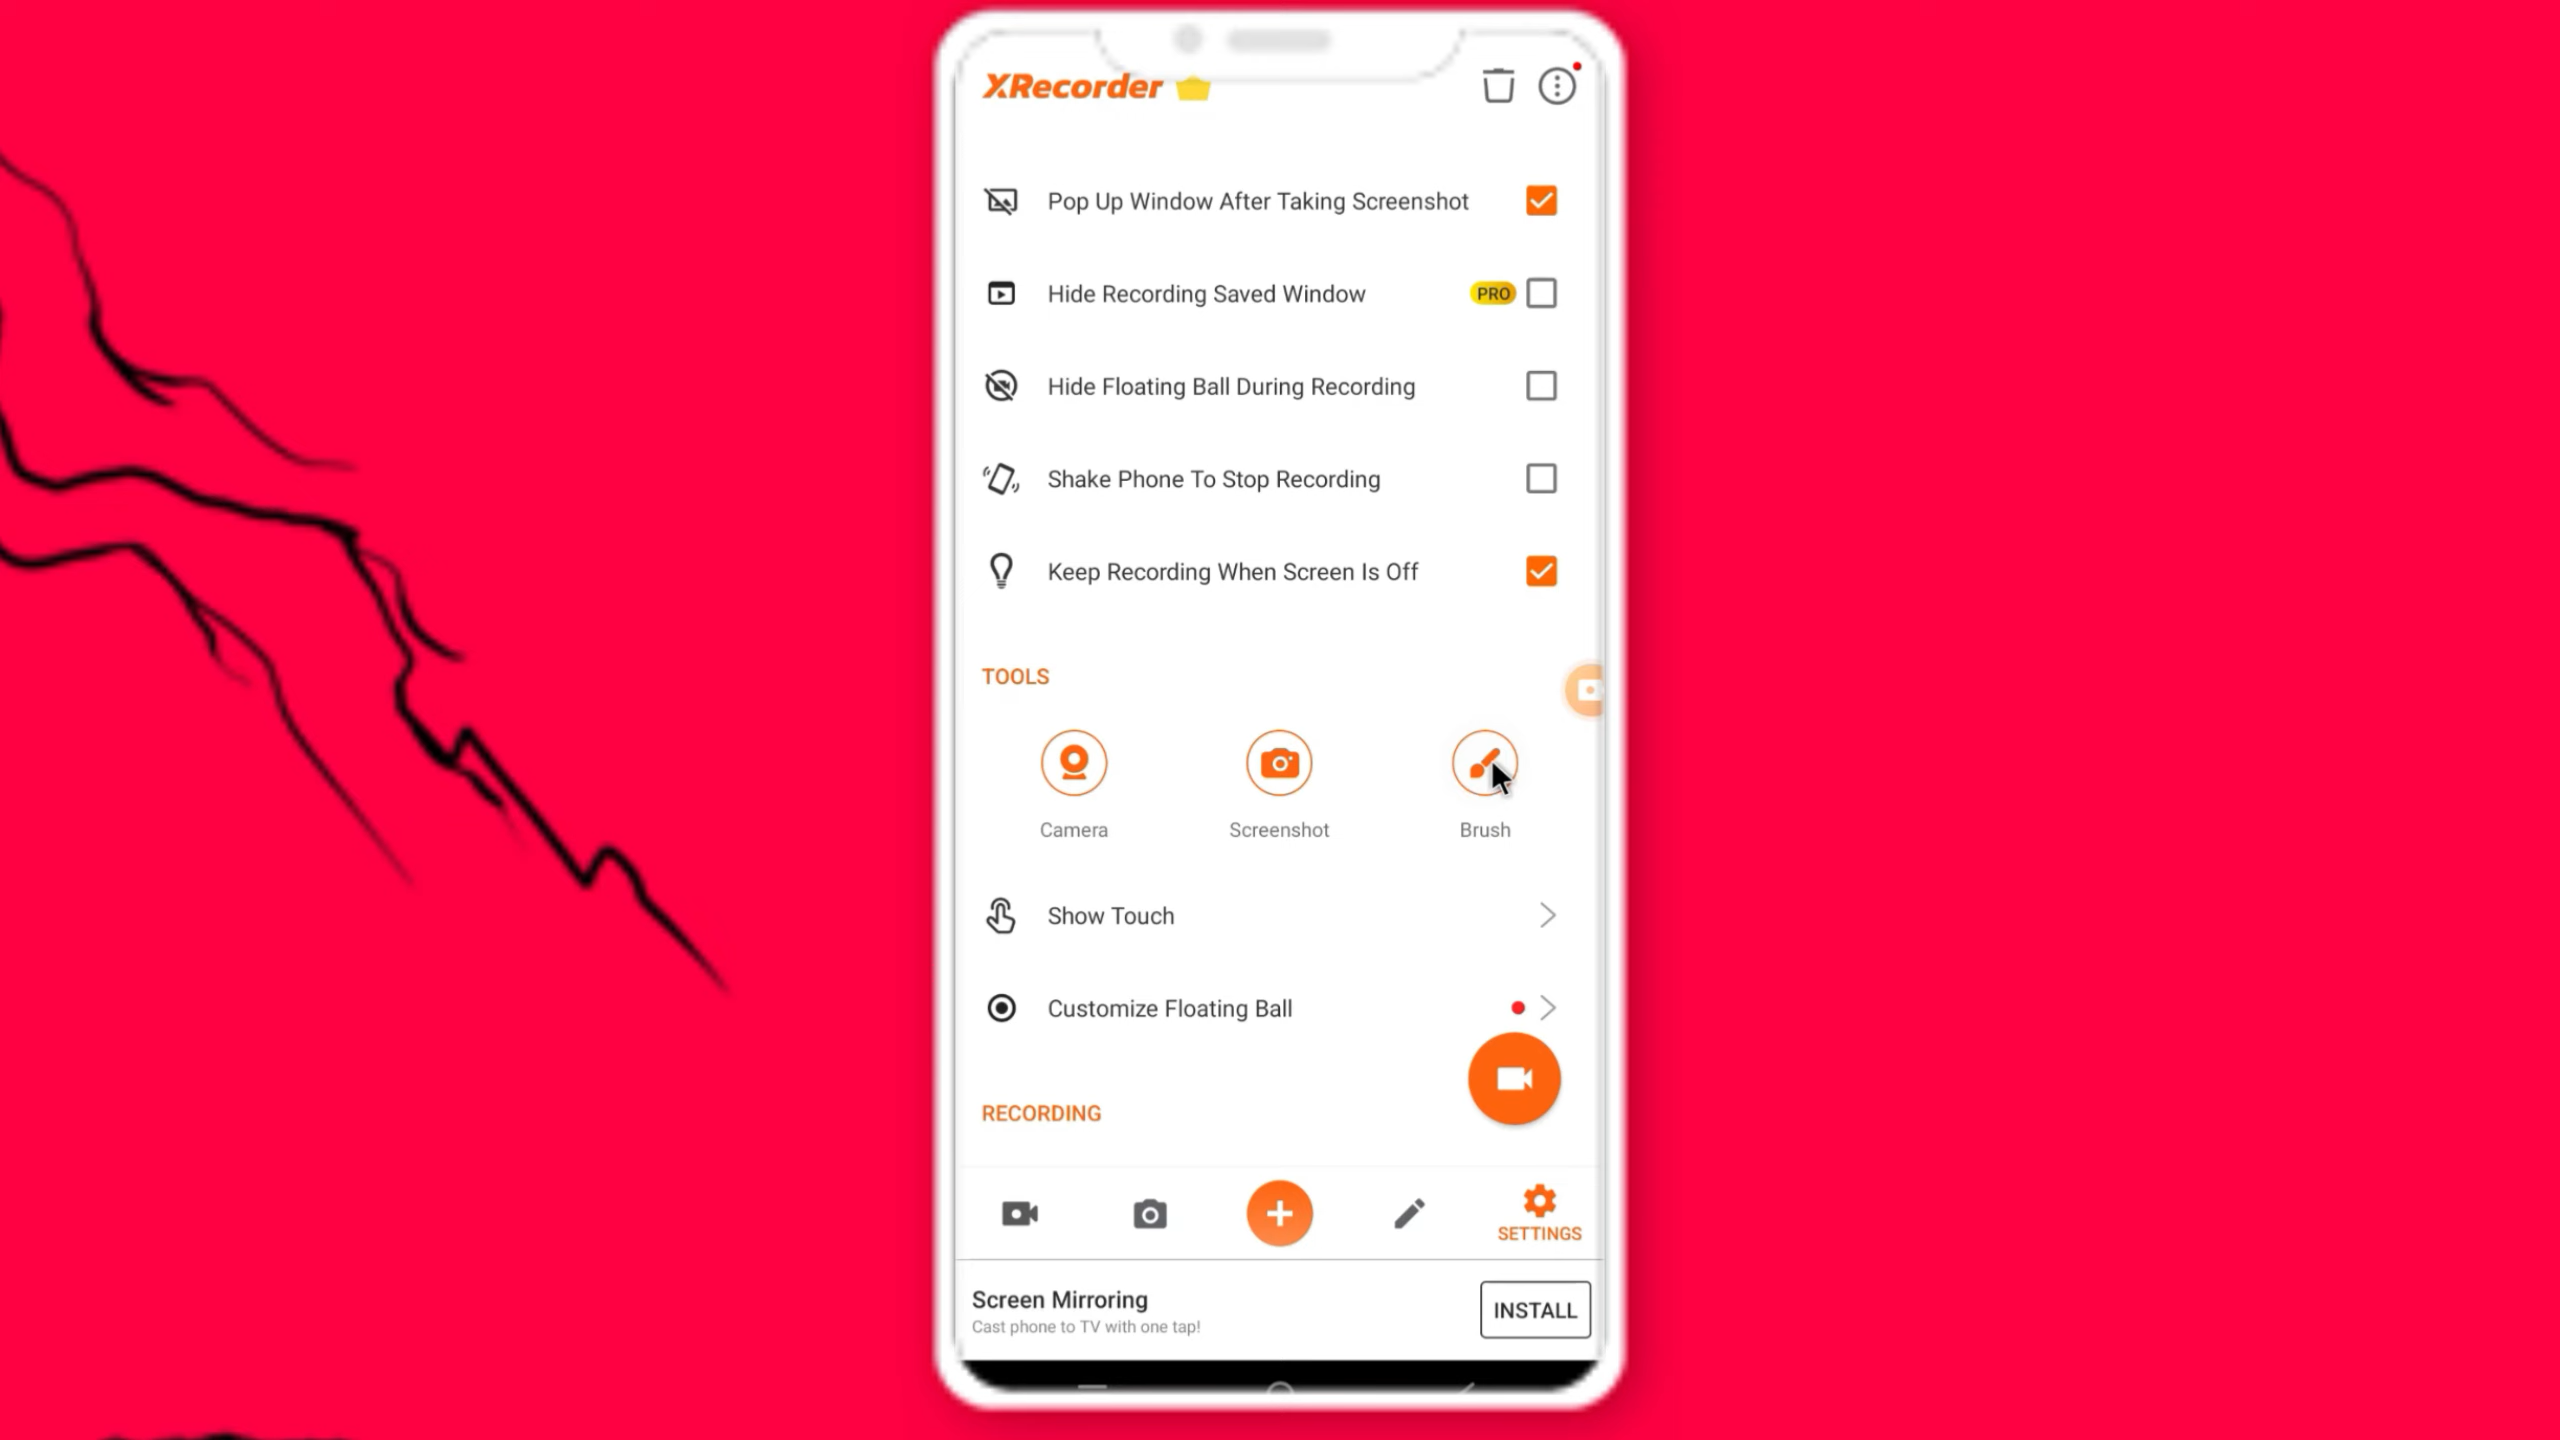 XRecorder
Pop Up Window After Taking Screenshot
Hide Recording Saved Window PRO
Hide Floating Ball During Recording
Shake Phone To Stop Recording
Keep Recording When Screen Is Off
TOOLS
Camera Screenshot Brush
Show Touch
Customize Floating Ball
RECORDING
SETTINGS
Screen Mirroring
Cast phone to TV with one tap!
INSTALL